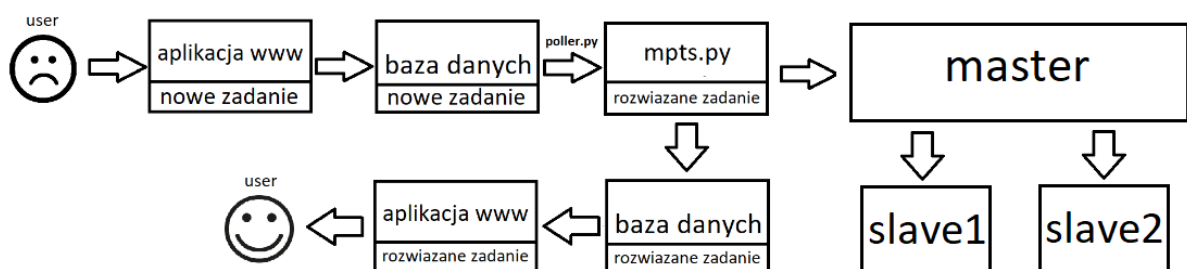 user
aplikacja www
nowe zadanie
baza danych
nowe zadanie
poller.py
mpts.py
rozwiazane zadanie
master
user
aplikacja www
rozwiazane zadanie
baza danych
rozwiazane zadanie
slave1
slave2